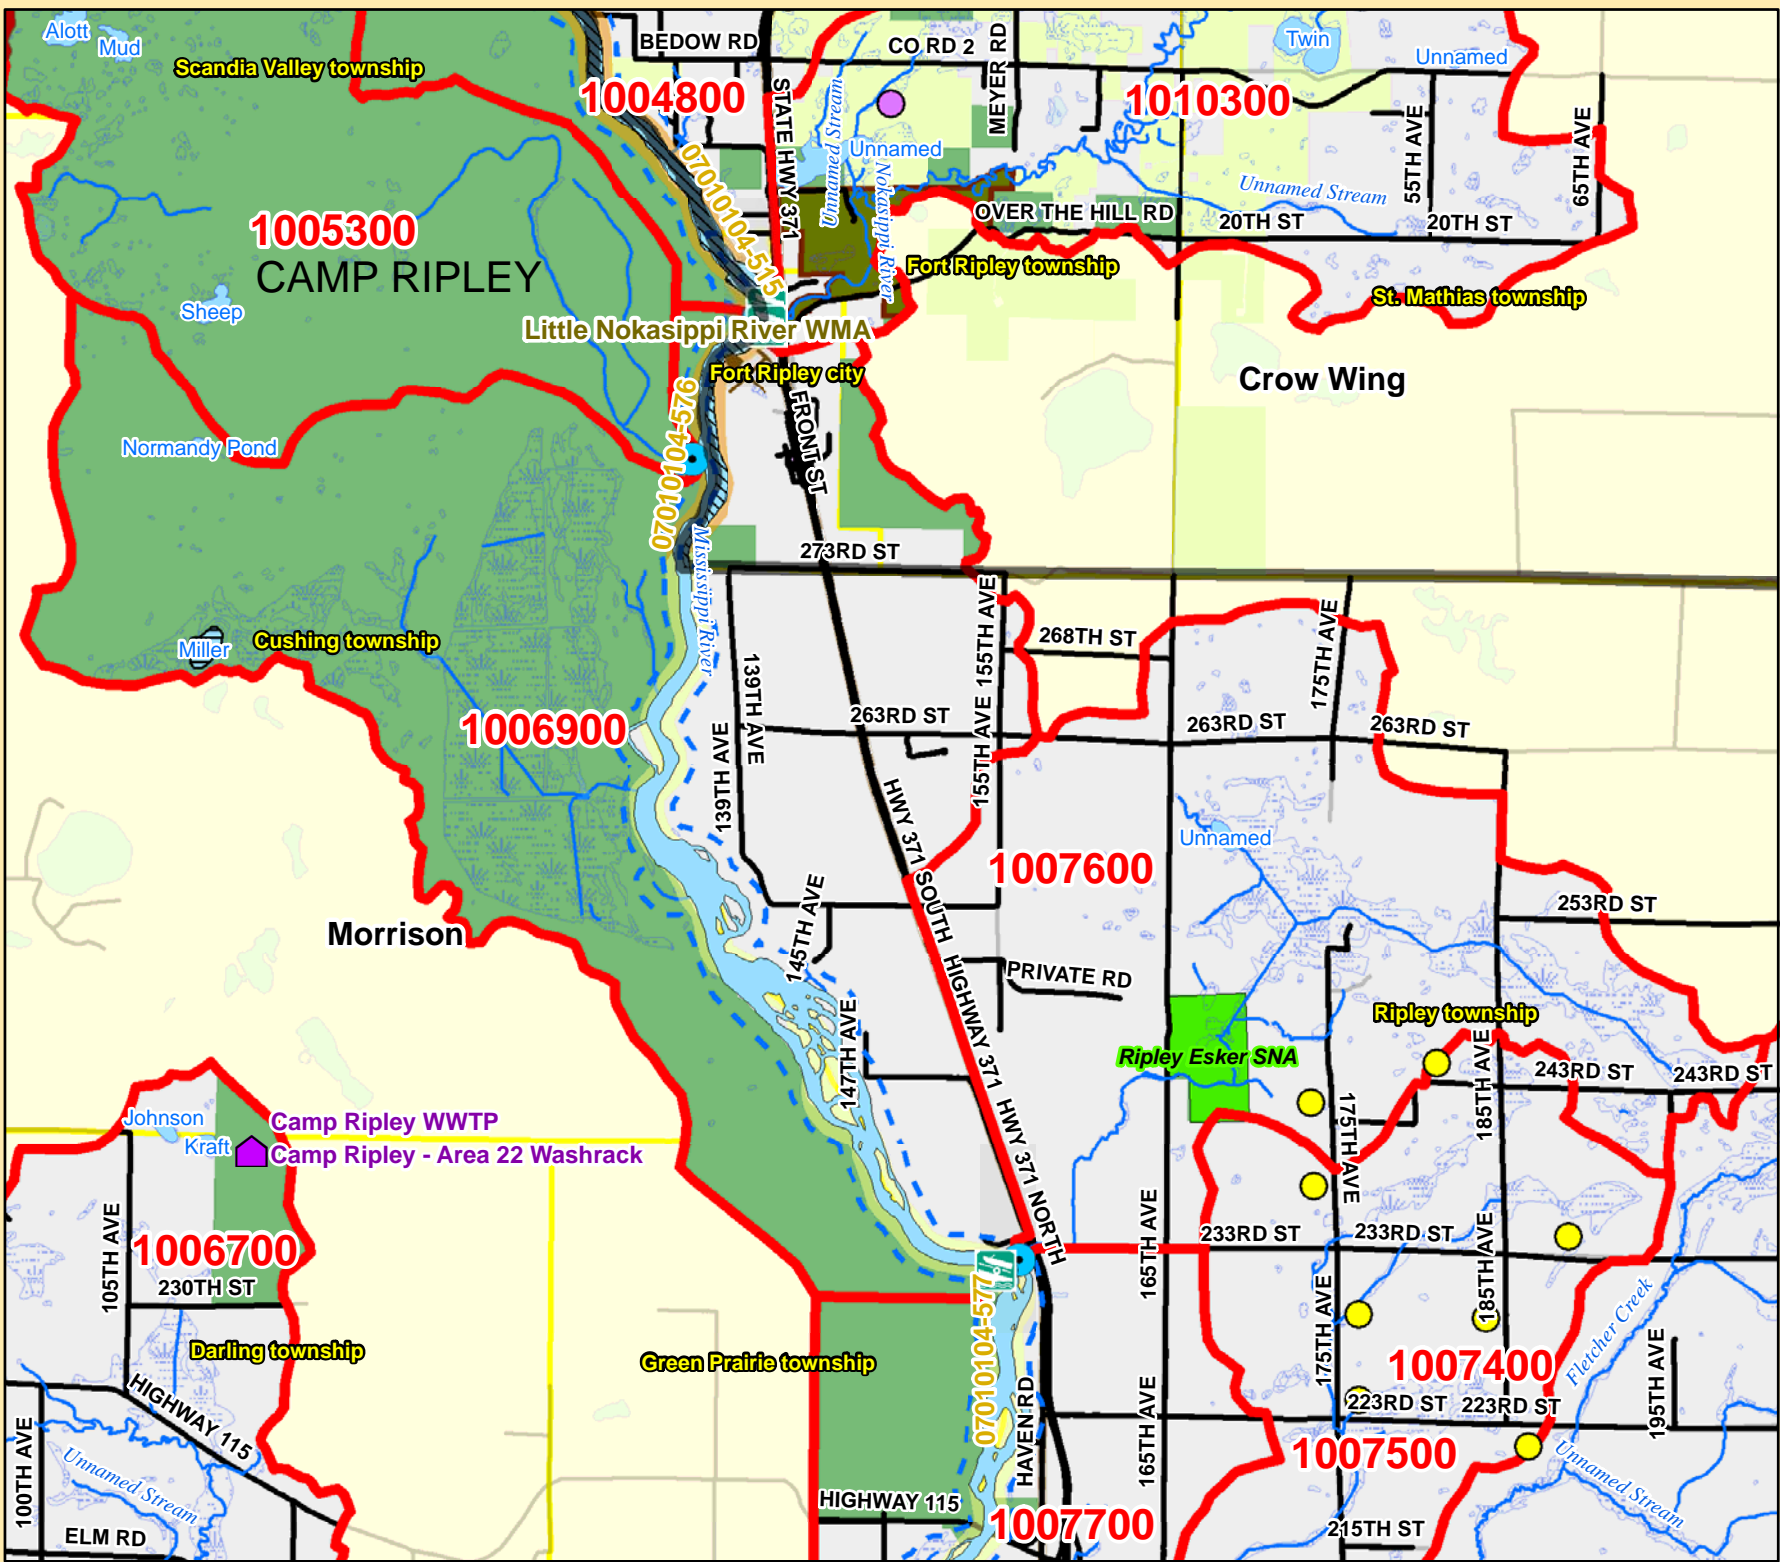 Alott
Mud
Scandia Valley township
BEDOW RD
CO RD 2
MEYER RD
Twin
Unnamed
1004800
STATE HWY 371
Unnamed Stream
Unnamed
1010300
55TH AVE
65TH AVE
07010104-515
Nokasippi River
Unnamed Stream
OVER THE HILL RD
20TH ST
20TH ST
1005300
CAMP RIPLEY
Fort Ripley township
St. Mathias township
Sheep
Little Nokasippi River WMA
Fort Ripley city
Crow Wing
07010104-576
FRONT ST
Normandy Pond
Mississippi River
273RD ST
155TH AVE
155TH AVE
268TH ST
175TH AVE
Miller
Cushing township
139TH AVE
139TH AVE
1006900
263RD ST
263RD ST
263RD ST
HWY 371 SOUTH
1007600
Unnamed
145TH AVE
253RD ST
Morrison
HIGHWAY 371
PRIVATE RD
147TH AVE
Ripley township
Ripley Esker SNA
185TH AVE
243RD ST
243RD ST
Johnson
Kraft
Camp Ripley WWTP
Camp Ripley - Area 22 Washrack
HWY 371 NORTH
175TH AVE
105TH AVE
1006700
230TH ST
165TH AVE
233RD ST
233RD ST
185TH AVE
175TH AVE
Fletcher Creek
Darling township
Green Prairie township
07010104-577
HAVEN RD
165TH AVE
1007400
195TH AVE
223RD ST
223RD ST
HIGHWAY 115
100TH AVE
Unnamed Stream
1007500
Unnamed Stream
HIGHWAY 115
1007700
215TH ST
ELM RD